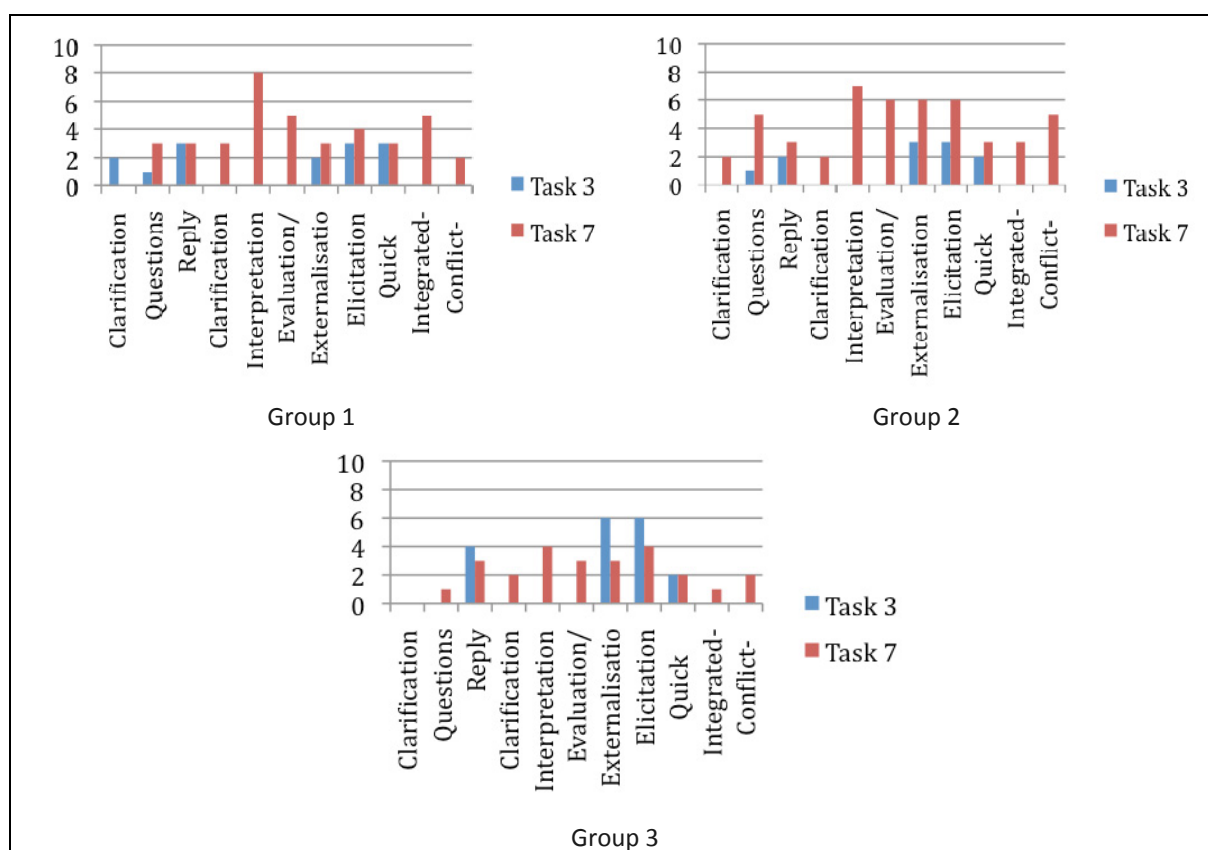 10
8
6
4
2
0
Clarification
Questions
Reply
Clarification
Interpretation
Evaluation/
Externalisatio
Elicitation
Quick
Integrated-
Conflict-
Task 3
Task 7
Group 1
10
8
6
4
2
0
Clarification
Questions
Reply
Clarification
Interpretation
Evaluation/
Externalisation
Elicitation
Quick
Integrated-
Conflict-
Task 3
Task 7
Group 2
10
8
6
4
2
0
Clarification
Questions
Reply
Clarification
Interpretation
Evaluation/
Externalisatio
Elicitation
Quick
Integrated-
Conflict-
Task 3
Task 7
Group 3